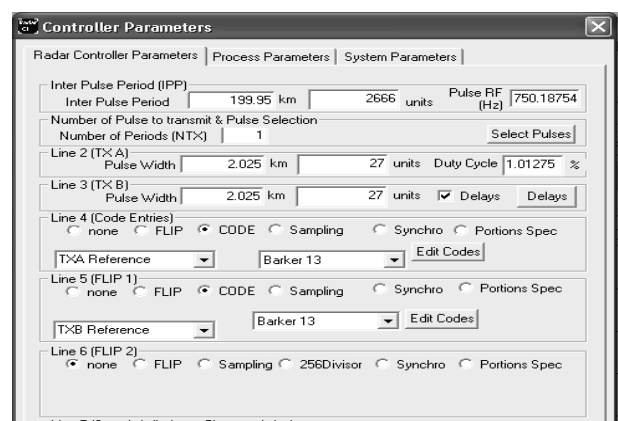 Controller Parameters
Radar Controller Parameters Process Parameters System Parameters
Inter Pulse Period (IPP)
Inter Pulse Period 199.95 km 2666 units Pulse RF (Hz) 750.18754
Number of Pulse to transmit & Pulse Selection
Number of Periods (NTX) 1 Select Pulses
Line 2 (TX A)
Pulse Width 2.025 km 27 units Duty Cycle 1.01275 %
Line 3 (TX B)
Pulse Width 2.025 km 27 units Delays Delays
Line 4 (Code Entries)
none FLIP CODE Sampling Synchro Portions Spec
TXA Reference Barker 13 Edit Codes
Line 5 (FLIP 1)
none FLIP CODE Sampling Synchro Portions Spec
TXB Reference Barker 13 Edit Codes
Line 6 (FLIP 2)
none FLIP Sampling 256Divisor Synchro Portions Spec